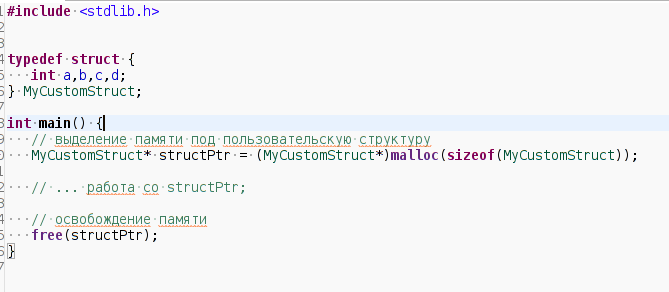 #include <stdlib.h>
typedef struct {
int a,b,c,d;
} MyCustomStruct;
int main() {
// выделение памяти под пользовательскую структуру
MyCustomStruct* structPtr = (MyCustomStruct*)malloc(sizeof(MyCustomStruct));
// ... работа со structPtr;
// освобождение памяти
free(structPtr);
}